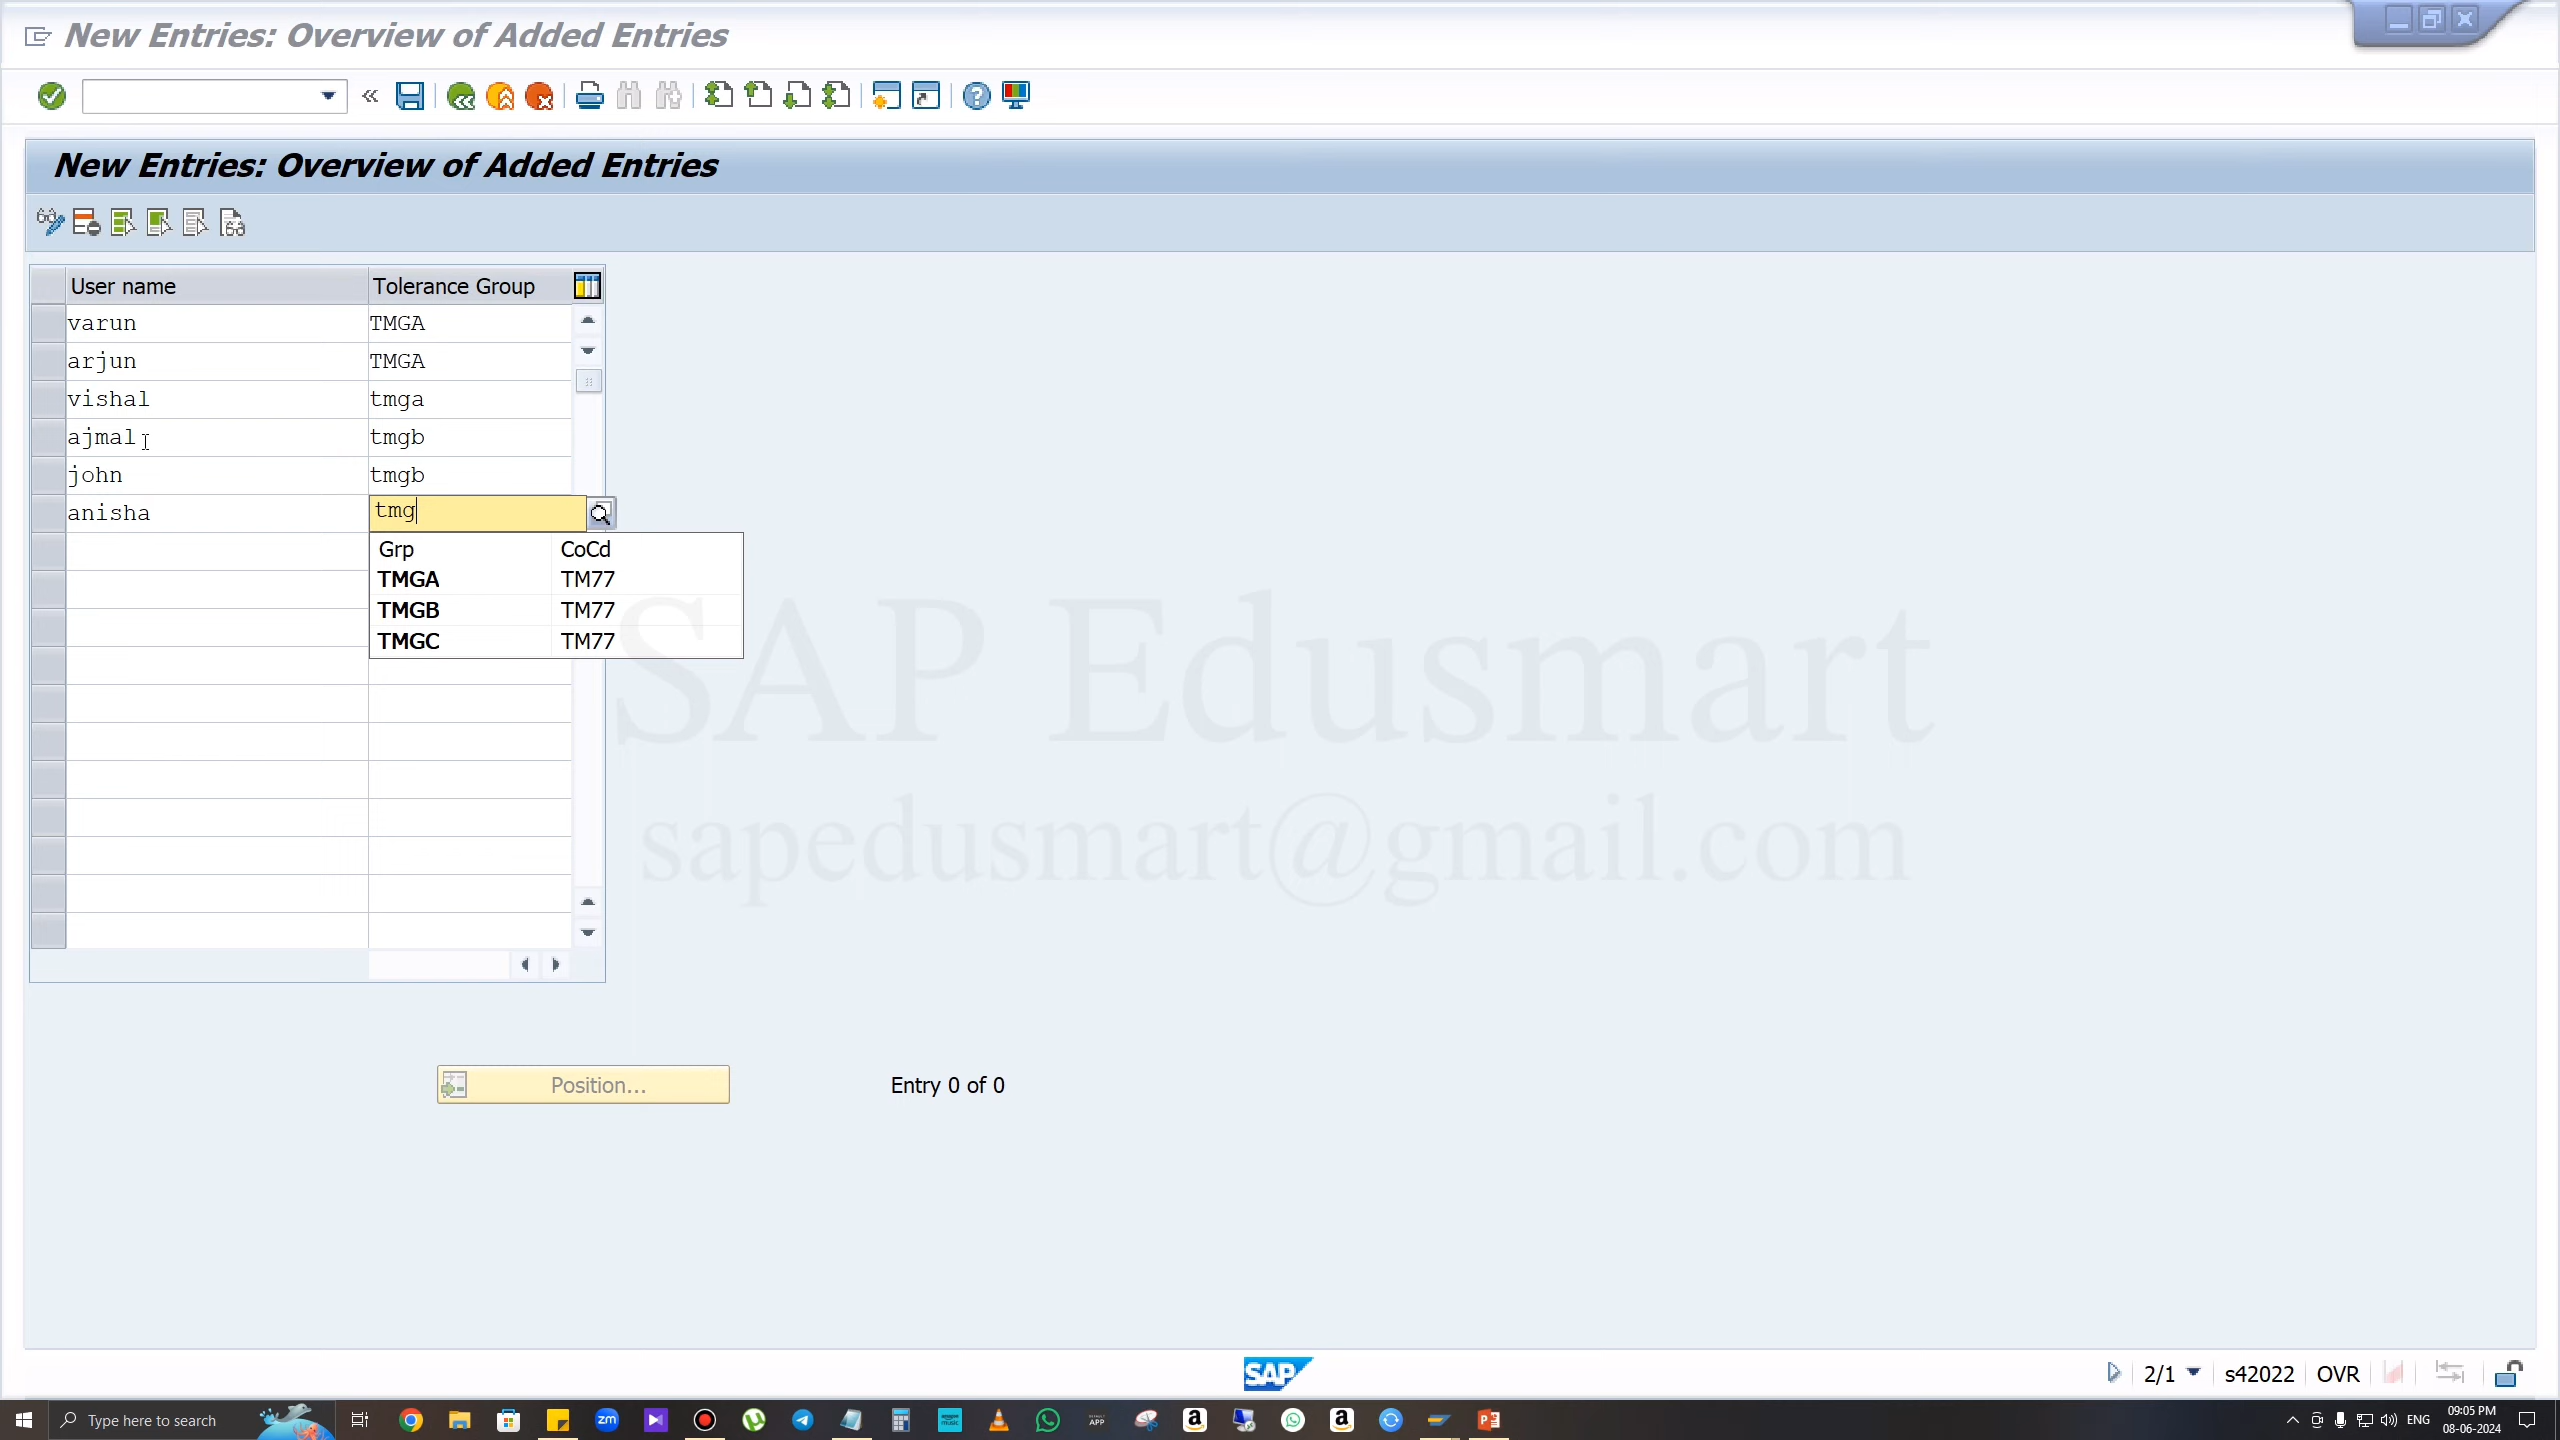 New Entries: Overview of Added Entries
New Entries: Overview of Added Entries
User name Tolerance Group
varun TMGA
arjun TMGA
vishal tmga
ajmal tmgb
john tmgb
anisha tmg
Grp CoCd
TMGA TM77
TMGB TM77
TMGC TM77
SAP Edusmart
sapedusmart@gmail.com
Position... Entry 0 of 0
SAP
2/1 s42022 OVR
Type here to search
zm
APP
ENG
09:05 PM
08-06-2024